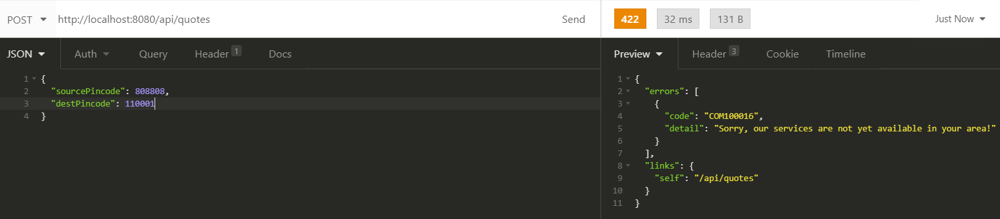 POST http://localhost:8080/api/quotes Send
JSON Auth Query Header 1 Docs
1 {
2 "sourcePincode": 808808,
3 "destPincode": 110001
4 }
422 32 ms 131 B Just Now
Preview Header 3 Cookie Timeline
1 {
2 "errors": [
3 {
4 "code": "COM100016",
5 "detail": "Sorry, our services are not yet available in your area!"
6 }
7 ],
8 "links": {
9 "self": "/api/quotes"
10 }
11 }